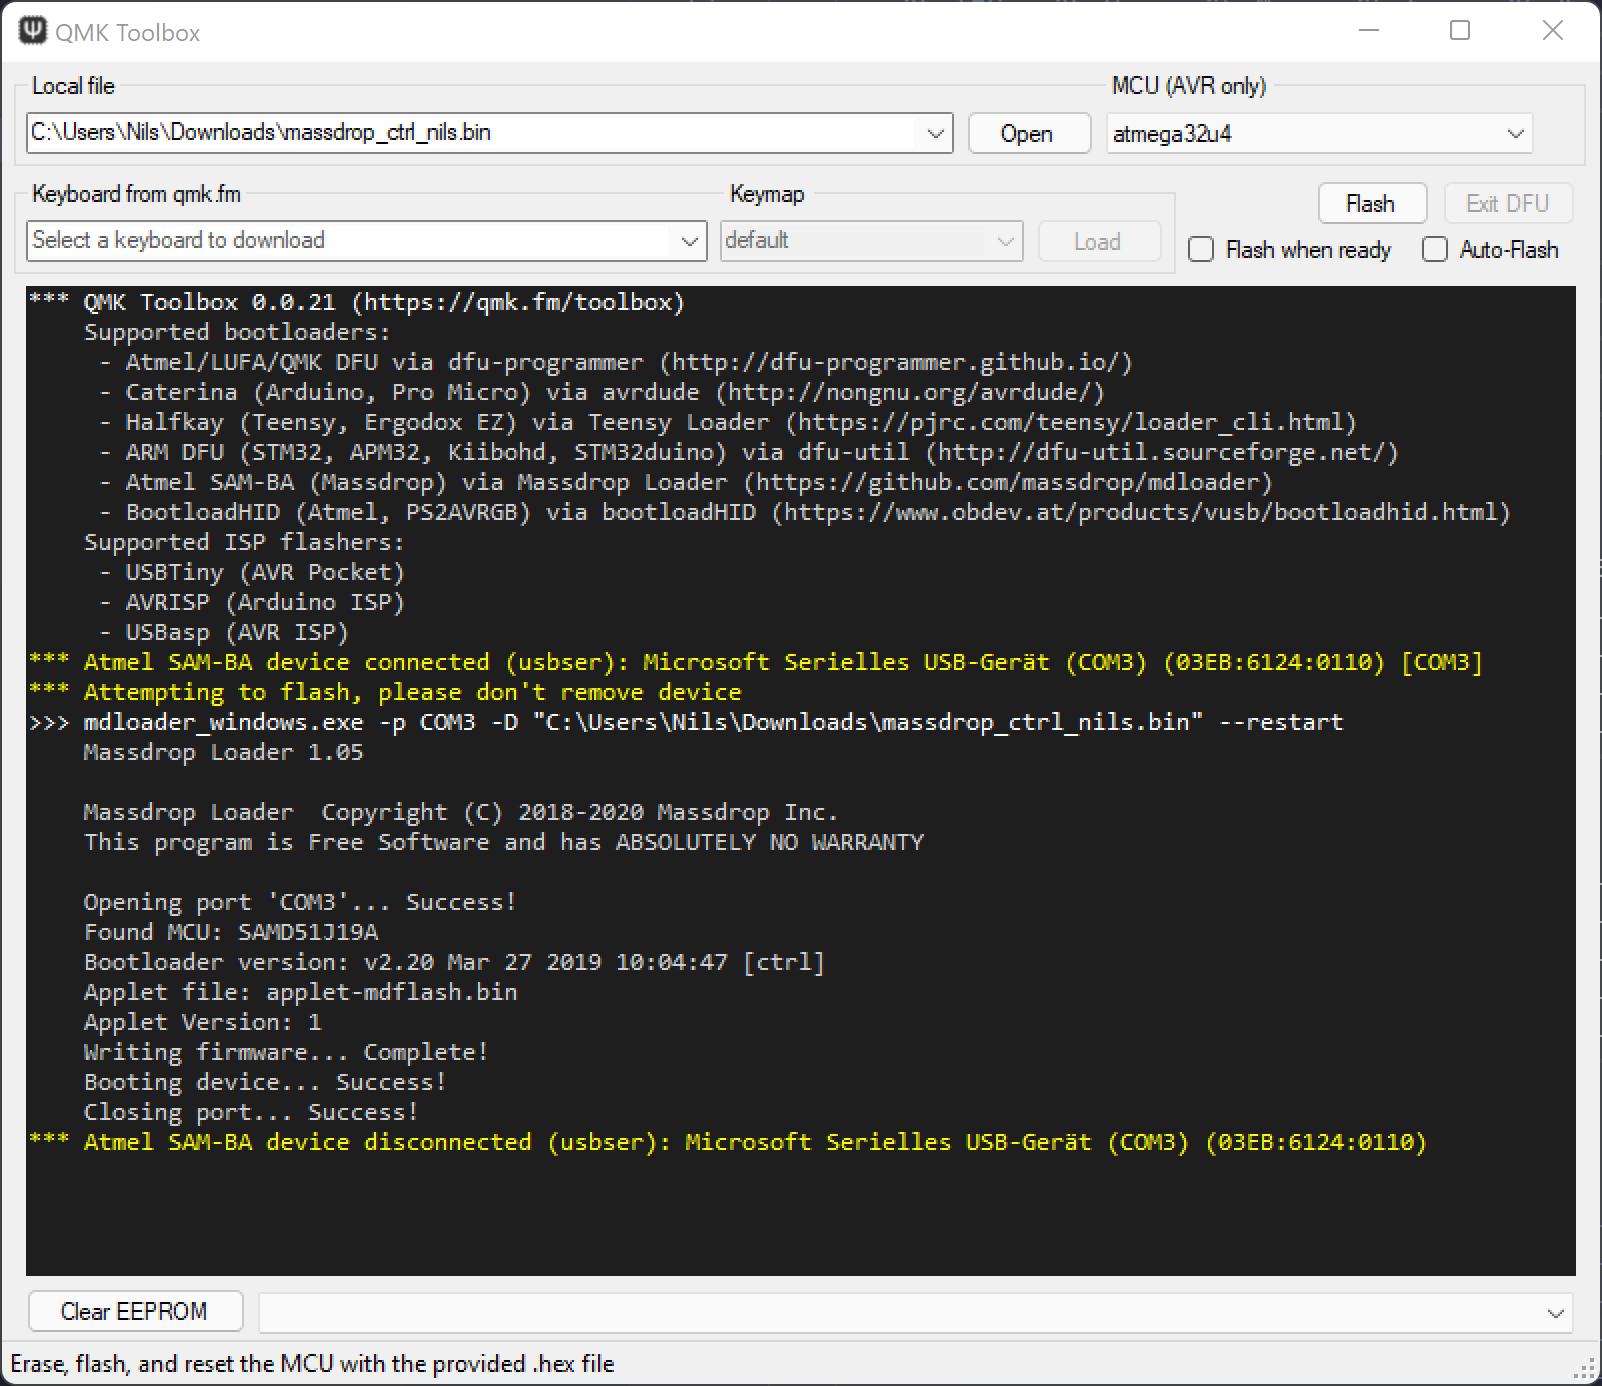 QMK Toolbox
Local file
MCU (AVR only)
C:\Users\Nils\Downloads\massdrop_ctrl_nils.bin
Open
atmega32u4
Keyboard from qmk.fm
Keymap
Flash
Exit DFU
Select a keyboard to download
default
Load
Flash when ready
Auto-Flash
*** QMK Toolbox 0.0.21 (https://qmk.fm/toolbox)
Supported bootloaders:
- Atmel/LUFA/QMK DFU via dfu-programmer (http://dfu-programmer.github.io/)
- Caterina (Arduino, Pro Micro) via avrdude (http://nongnu.org/avrdude/)
- Halfkay (Teensy, Ergodox EZ) via Teensy Loader (https://pjrc.com/teensy/loader_cli.html)
- ARM DFU (STM32, APM32, Kiibohd, STM32duino) via dfu-util (http://dfu-util.sourceforge.net/)
- Atmel SAM-BA (Massdrop) via Massdrop Loader (https://github.com/massdrop/mdloader)
- BootloadHID (Atmel, PS2AVRGB) via bootloadHID (https://www.obdev.at/products/vusb/bootloadhid.html)
Supported ISP flashers:
- USBTiny (AVR Pocket)
- AVRISP (Arduino ISP)
- USBasp (AVR ISP)
*** Atmel SAM-BA device connected (usbser): Microsoft Serielles USB-Gerät (COM3) (03EB:6124:0110) [COM3]
*** Attempting to flash, please don't remove device
>>> mdloader_windows.exe -p COM3 -D "C:\Users\Nils\Downloads\massdrop_ctrl_nils.bin" --restart
Massdrop Loader 1.05
Massdrop Loader  Copyright (C) 2018-2020 Massdrop Inc.
This program is Free Software and has ABSOLUTELY NO WARRANTY
Opening port 'COM3'... Success!
Found MCU: SAMD51J19A
Bootloader version: v2.20 Mar 27 2019 10:04:47 [ctrl]
Applet file: applet-mdflash.bin
Applet Version: 1
Writing firmware... Complete!
Booting device... Success!
Closing port... Success!
*** Atmel SAM-BA device disconnected (usbser): Microsoft Serielles USB-Gerät (COM3) (03EB:6124:0110)
Clear EEPROM
Erase, flash, and reset the MCU with the provided .hex file